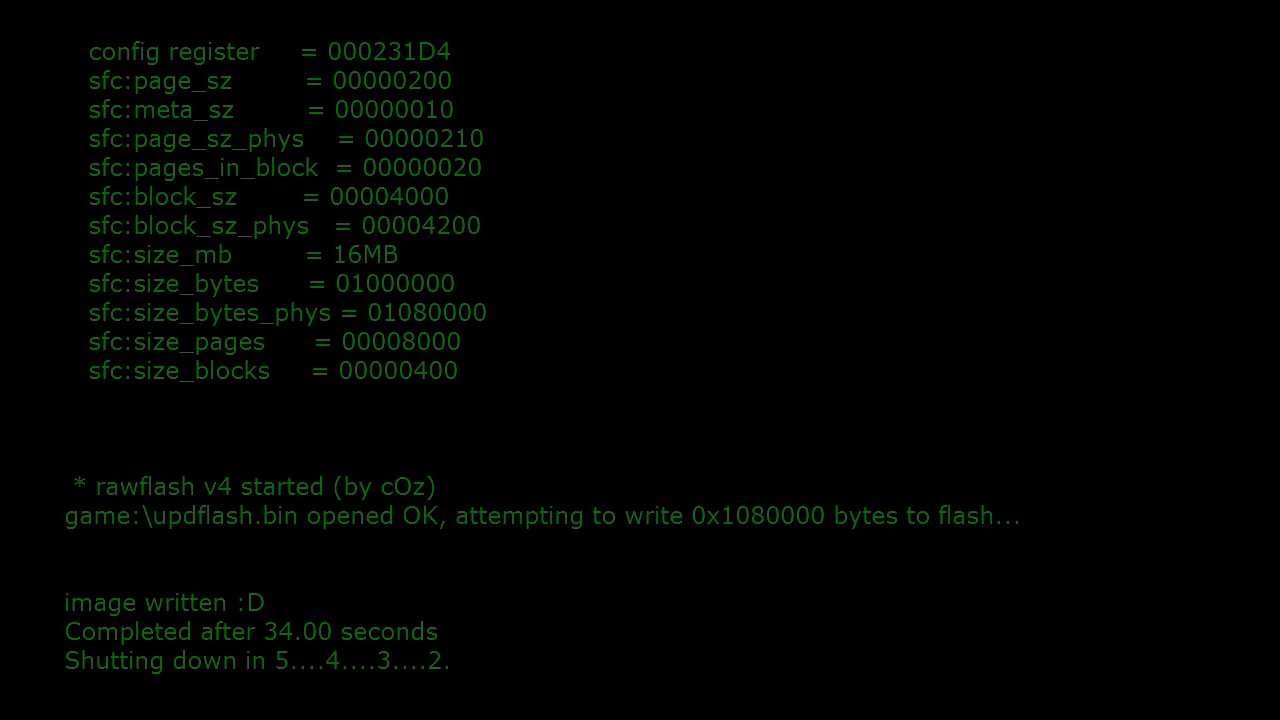 config register = 000231D4
sfc:page_sz = 00000200
sfc:meta_sz = 00000010
sfc:page_sz_phys = 00000210
sfc:pages_in_block = 00000020
sfc:block_sz = 00004000
sfc:block_sz_phys = 00004200
sfc:size_mb = 16MB
sfc:size_bytes = 01000000
sfc:size_bytes_phys = 01080000
sfc:size_pages = 00008000
sfc:size_blocks = 00000400
* rawflash v4 started (by cOz)
game:\updflash.bin opened OK, attempting to write 0x1080000 bytes to flash...
image written :D
Completed after 34.00 seconds
Shutting down in 5....4....3....2.